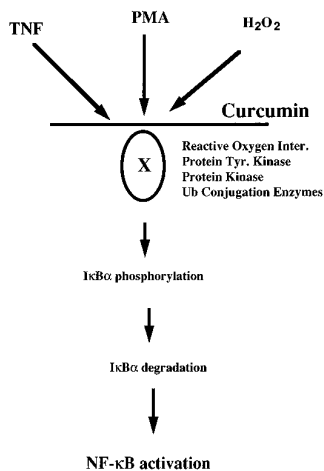 TNF
PMA
H₂O₂
Curcumin
X
Reactive Oxygen Inter.
Protein Tyr. Kinase
Protein Kinase
Ub Conjugation Enzymes
IκBα phosphorylation
IκBα degradation
NF-κB activation